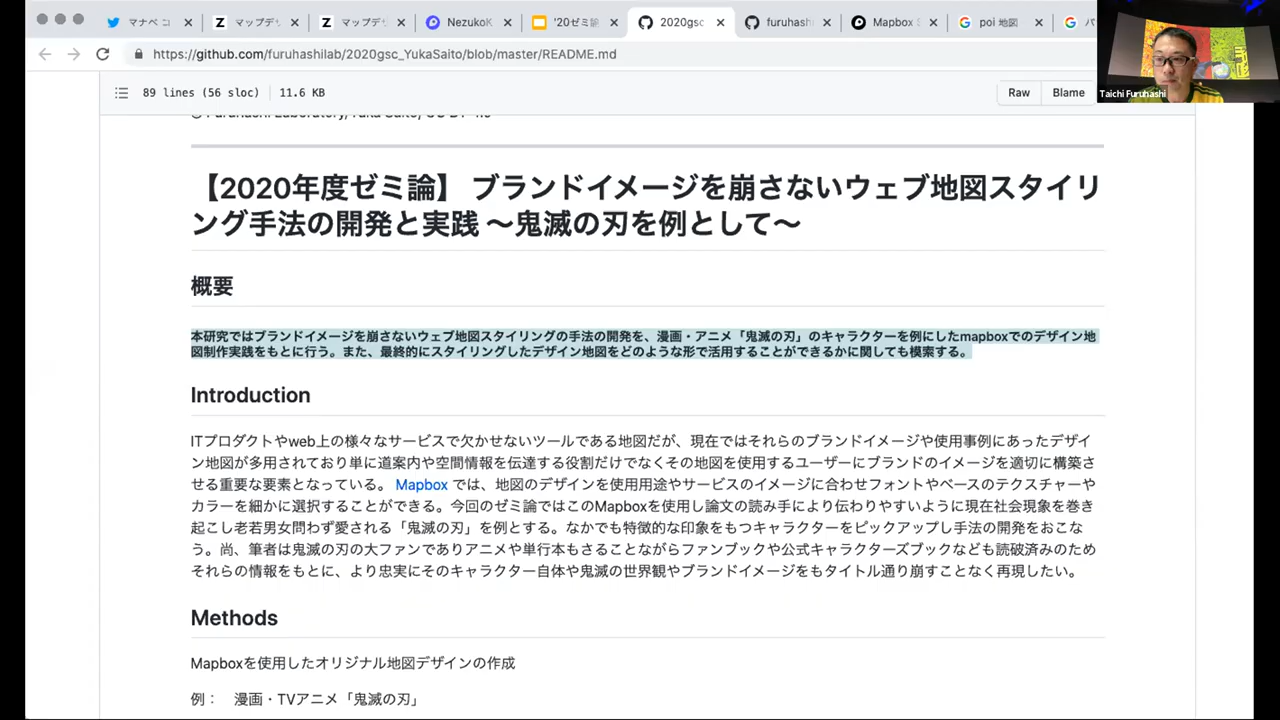 マナベ コ
マップデサ
マップデサ
NezukoK
'20ゼミ論
2020gsc
furuhash
Mapbox S
poi 地図
https://github.com/furuhashilab/2020gsc_YukaSaito/blob/master/README.md
Taichi Furuhashi
89 lines (56 sloc) 11.6 KB
Raw Blame
【2020年度ゼミ論】 ブランドイメージを崩さないウェブ地図スタイリ
ング手法の開発と実践 〜鬼滅の刃を例として〜
概要
本研究ではブランドイメージを崩さないウェブ地図スタイリングの手法の開発を、漫画・アニメ「鬼滅の刃」のキャラクターを例にしたmapboxでのデザイン地
図制作実践をもとに行う。また、最終的にスタイリングしたデザイン地図をどのような形で活用することができるかに関しても模索する。
Introduction
ITプロダクトやweb上の様々なサービスで欠かせないツールである地図だが、現在ではそれらのブランドイメージや使用事例にあったデザイ
ン地図が多用されており単に道案内や空間情報を伝達する役割だけでなくその地図を使用するユーザーにブランドのイメージを適切に構築さ
せる重要な要素となっている。 Mapbox では、地図のデザインを使用用途やサービスのイメージに合わせフォントやベースのテクスチャーや
カラーを細かに選択することができる。今回のゼミ論ではこのMapboxを使用し論文の読み手により伝わりやすいように現在社会現象を巻き
起こし老若男女問わず愛される「鬼滅の刃」を例とする。なかでも特徴的な印象をもつキャラクターをピックアップし手法の開発をおこな
う。尚、筆者は鬼滅の刃の大ファンでありアニメや単行本もさることながらファンブックや公式キャラクターズブックなども読破済みのため
それらの情報をもとに、より忠実にそのキャラクター自体や鬼滅の世界観やブランドイメージをもタイトル通り崩すことなく再現したい。
Methods
Mapboxを使用したオリジナル地図デザインの作成
例： 漫画・TVアニメ「鬼滅の刃」